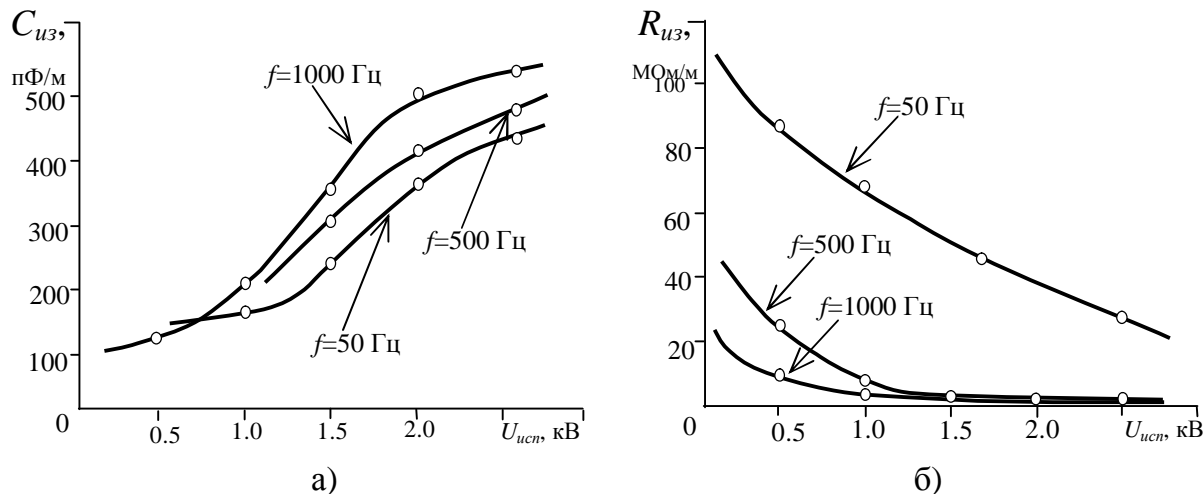 C_из,
пФ/м
500
400
300
200
100
0
0.5
1.0
1.5
2.0
U_исп, кВ
f=1000 Гц
f=500 Гц
f=50 Гц
а)
R_из,
МОм/м
100
80
60
40
20
0
0.5
1.0
1.5
2.0
U_исп, кВ
f=50 Гц
f=500 Гц
f=1000 Гц
б)